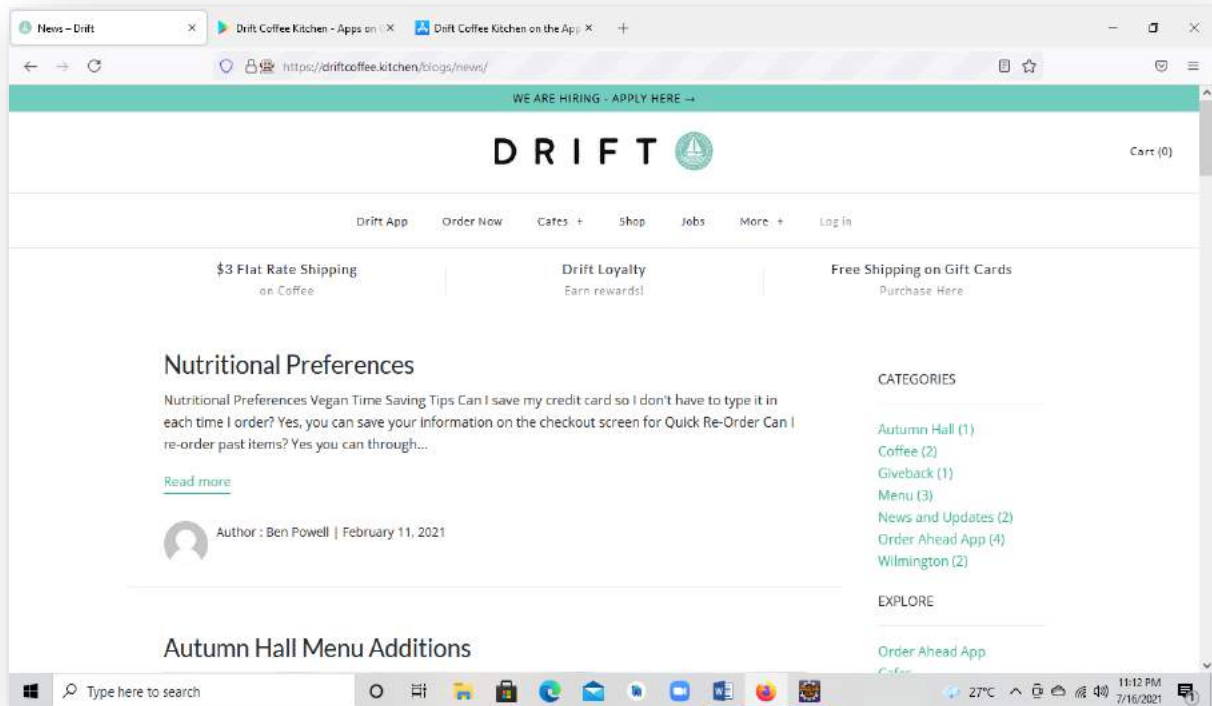 News – Drift
Drift Coffee Kitchen - Apps on
Drift Coffee Kitchen on the App
https://driftcoffee.kitchen/blogs/news/
WE ARE HIRING - APPLY HERE →
DRIFT
Cart (0)
Drift App Order Now Cafes + Shop Jobs More + Log in
$3 Flat Rate Shipping
on Coffee
Drift Loyalty
Earn rewards!
Free Shipping on Gift Cards
Purchase Here
Nutritional Preferences
Nutritional Preferences Vegan Time Saving Tips Can I save my credit card so I don't have to type it in
each time I order? Yes, you can save your information on the checkout screen for Quick Re-Order Can I
re-order past items? Yes you can through...
Read more
Author : Ben Powell | February 11, 2021
Autumn Hall Menu Additions
CATEGORIES
Autumn Hall (1)
Coffee (2)
Giveback (1)
Menu (3)
News and Updates (2)
Order Ahead App (4)
Wilmington (2)
EXPLORE
Order Ahead App
Cafes
Type here to search
27°C
11:12 PM
7/16/2021